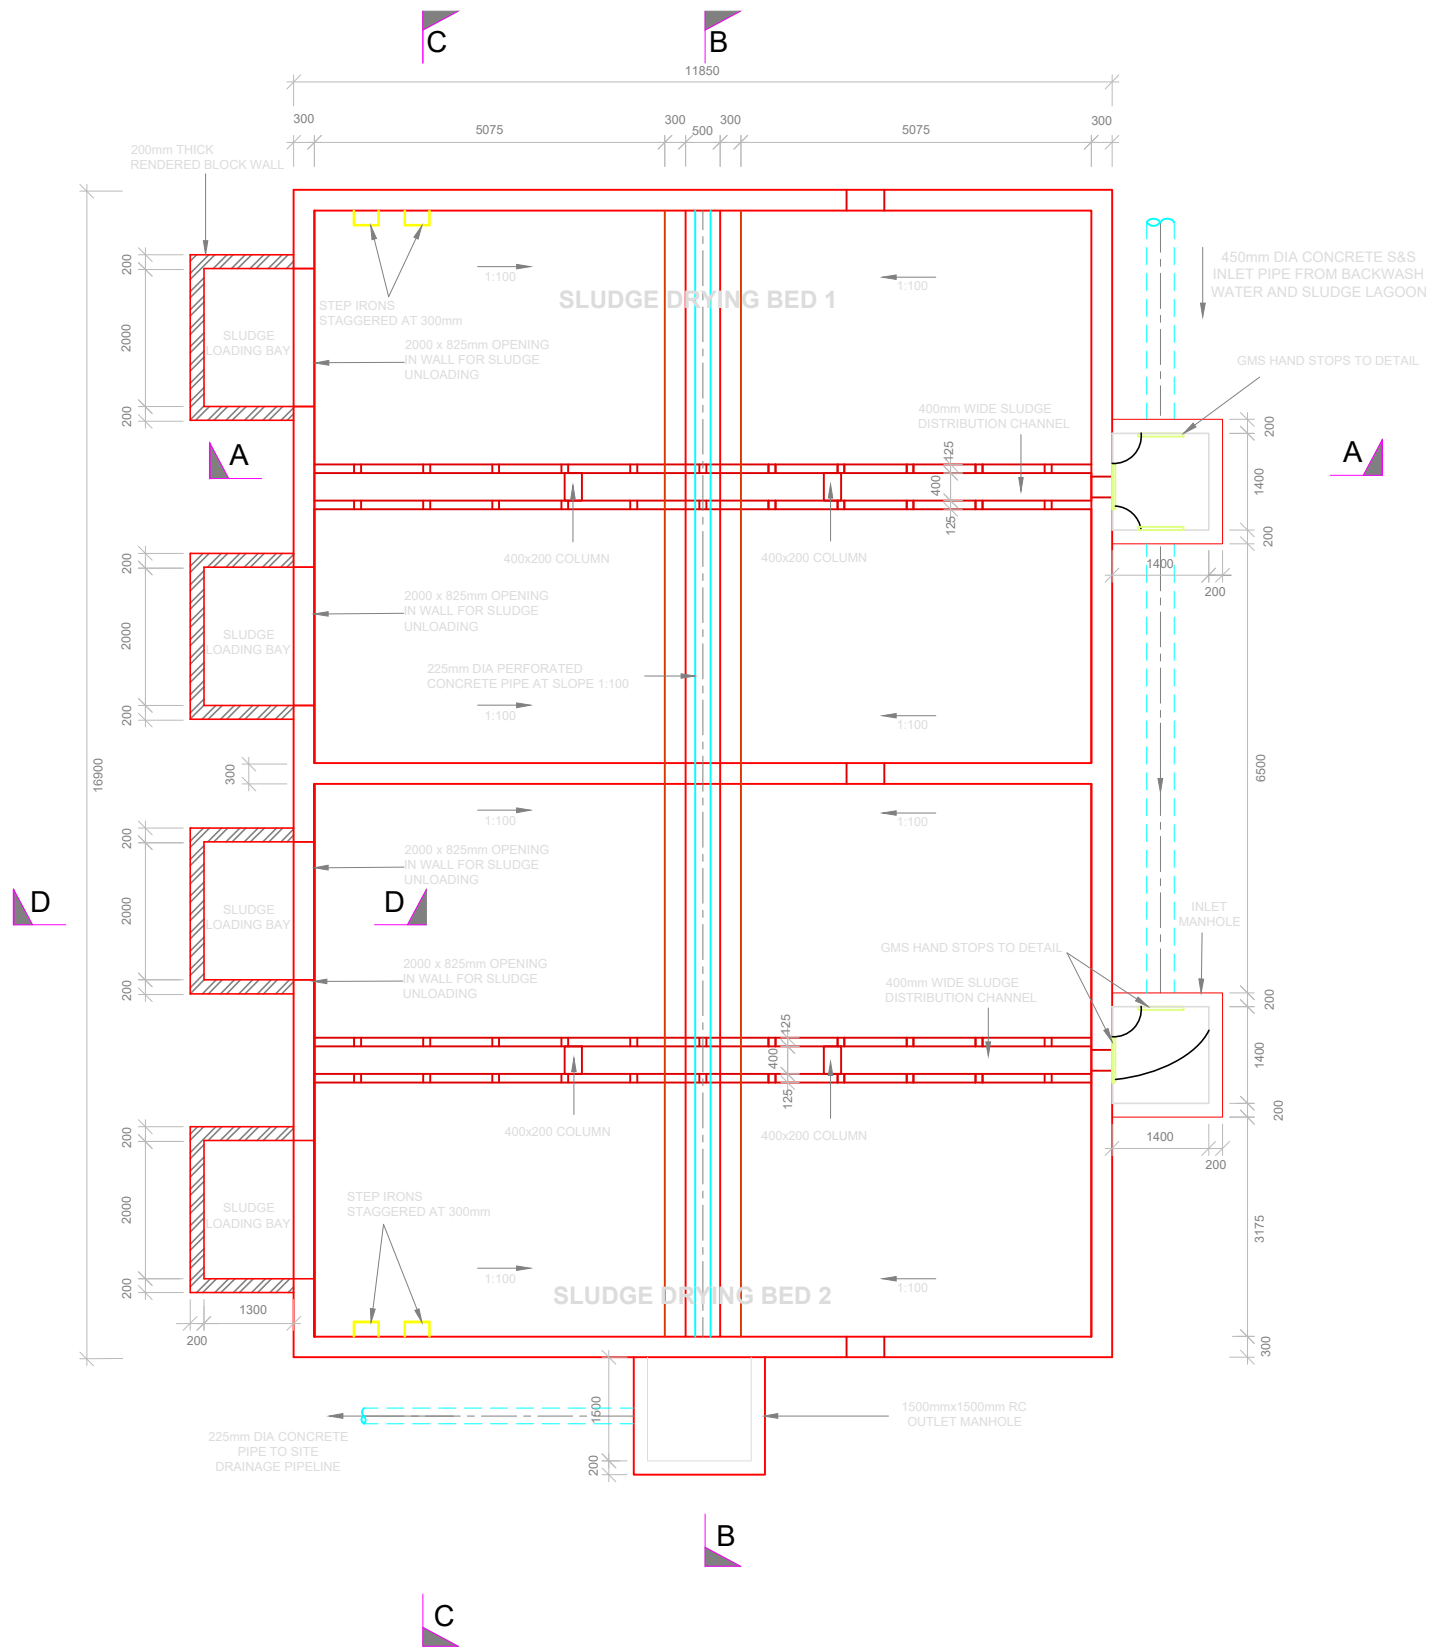 C
B
11850
300
5075
300
500
300
5075
300
200mm THICK
RENDERED BLOCK WALL
200
2000
200
SLUDGE
LOADING BAY
STEP IRONS
STAGGERED AT 300mm
1:100
1:100
SLUDGE DRYING BED 1
2000 x 825mm OPENING
IN WALL FOR SLUDGE
UNLOADING
450mm DIA CONCRETE S&S
INLET PIPE FROM BACKWASH
WATER AND SLUDGE LAGOON
GMS HAND STOPS TO DETAIL
400mm WIDE SLUDGE
DISTRIBUTION CHANNEL
A
A
125
400
125
200
1400
200
1400
200
400x200 COLUMN
400x200 COLUMN
200
2000
200
SLUDGE
LOADING BAY
2000 x 825mm OPENING
IN WALL FOR SLUDGE
UNLOADING
225mm DIA PERFORATED
CONCRETE PIPE AT SLOPE 1:100
1:100
1:100
16900
300
6500
1:100
1:100
200
2000
200
SLUDGE
LOADING BAY
2000 x 825mm OPENING
IN WALL FOR SLUDGE
UNLOADING
D
D
INLET
MANHOLE
GMS HAND STOPS TO DETAIL
2000 x 825mm OPENING
IN WALL FOR SLUDGE
UNLOADING
400mm WIDE SLUDGE
DISTRIBUTION CHANNEL
125
400
125
200
1400
200
1400
200
400x200 COLUMN
400x200 COLUMN
200
2000
200
SLUDGE
LOADING BAY
STEP IRONS
STAGGERED AT 300mm
3175
1:100
1:100
SLUDGE DRYING BED 2
1300
200
300
1500
200
1500mmx1500mm RC
OUTLET MANHOLE
225mm DIA CONCRETE
PIPE TO SITE
DRAINAGE PIPELINE
B
C